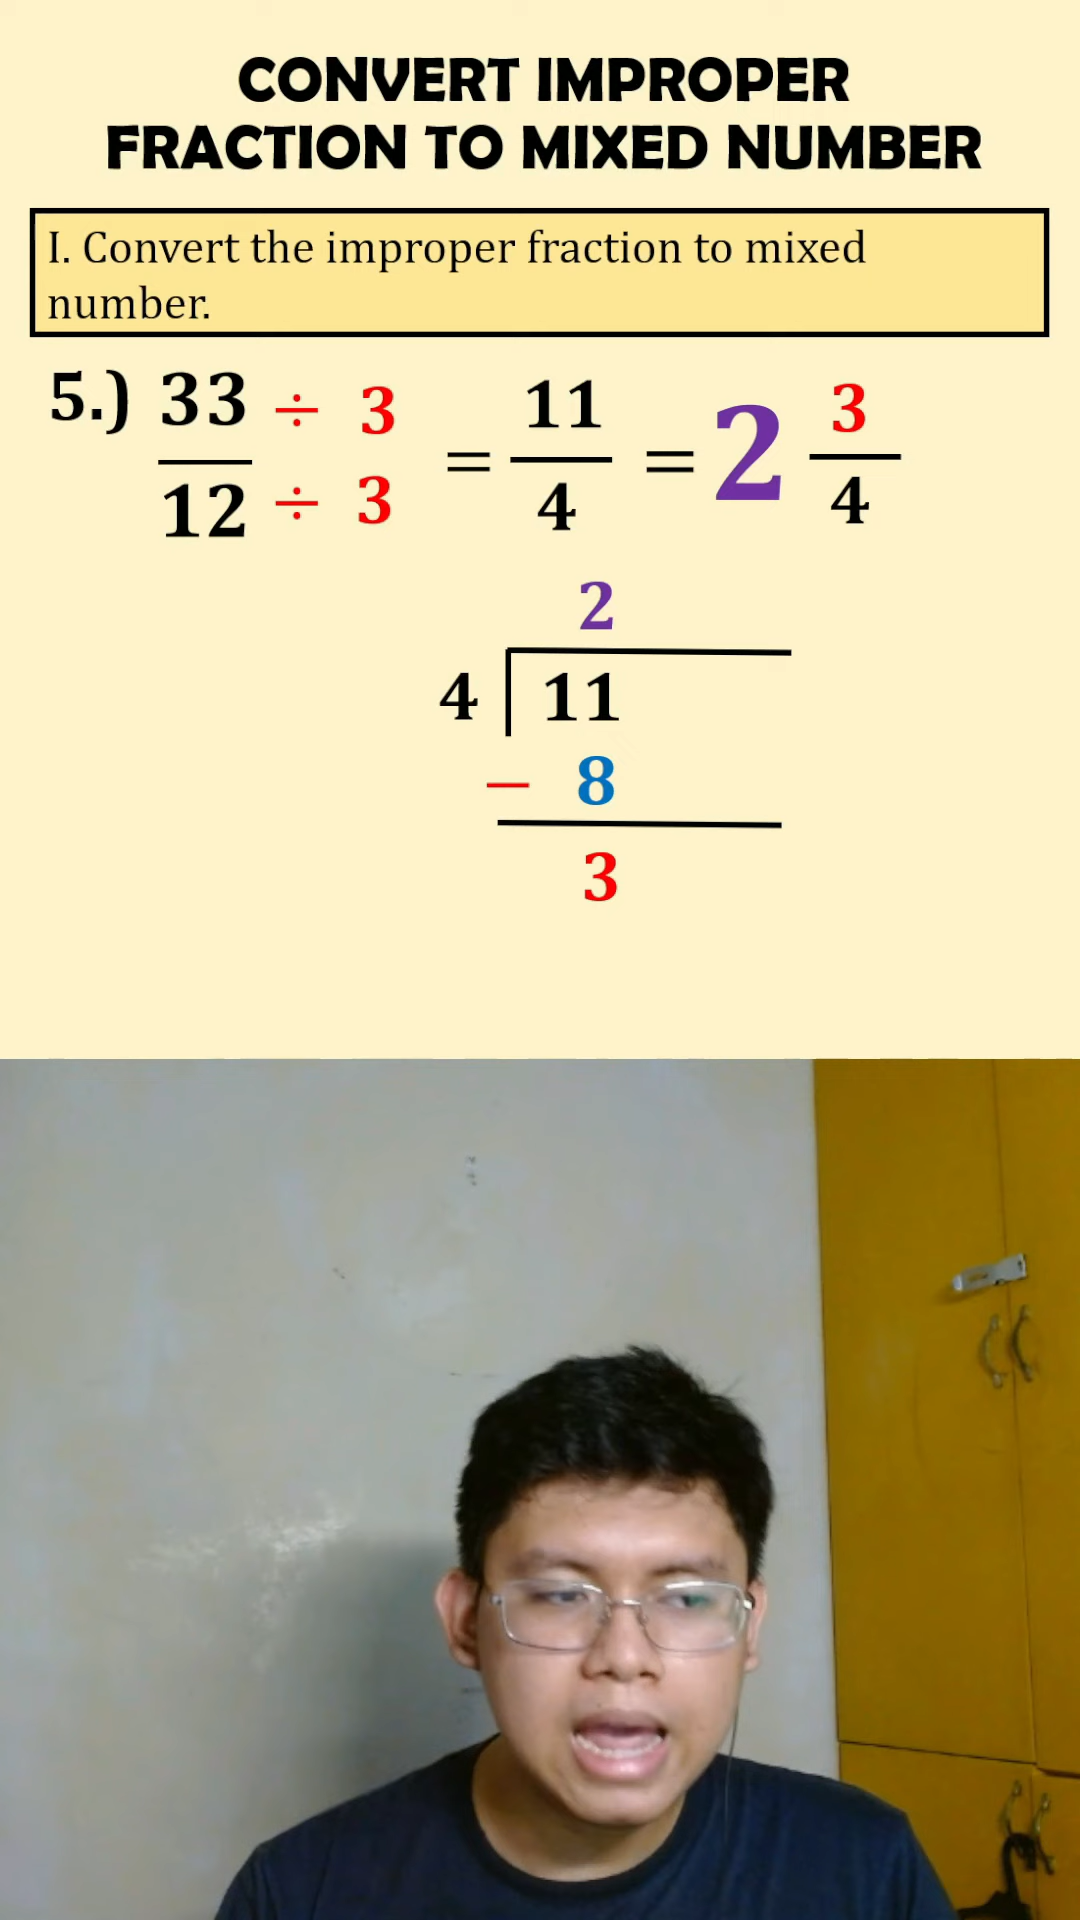 CONVERT IMPROPER
FRACTION TO MIXED NUMBER
I. Convert the improper fraction to mixed
number.
5.) 33 ÷ 3 = 11 = 2 3
12 ÷ 3 4 4
2
4 11
− 8
3